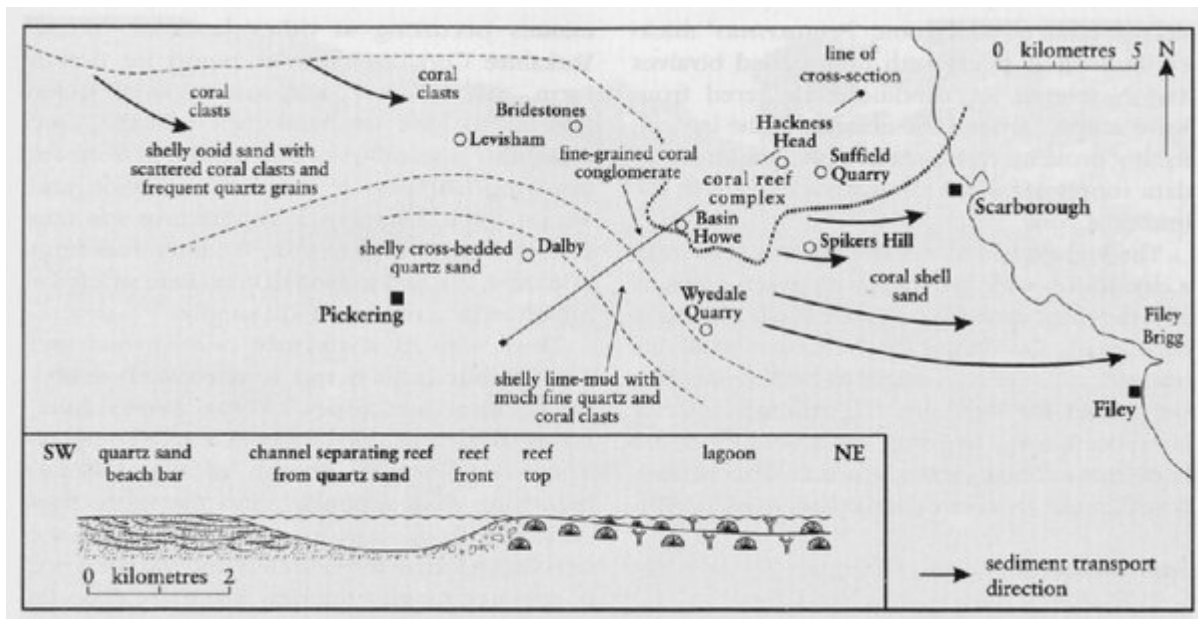 0 kilometres 5
N
line of
cross-section
coral
clasts
coral
clasts
Bridestones
Levisham
shelly ooid sand with
scattered coral clasts and
frequent quartz grains
fine-grained coral
conglomerate
Hackness
Head
Suffield
Quarry
coral reef
complex
Scarborough
Basin
Howe
shelly cross-bedded
quartz sand
Dalby
Spikers Hill
coral shell
sand
Pickering
Wyedale
Quarry
Filey
Brigg
shelly lime-mud with
much fine quartz and
coral clasts
Filey
SW
quartz sand
beach bar
channel separating reef
from quartz sand
reef
front
reef
top
lagoon
NE
0 kilometres 2
sediment transport
direction